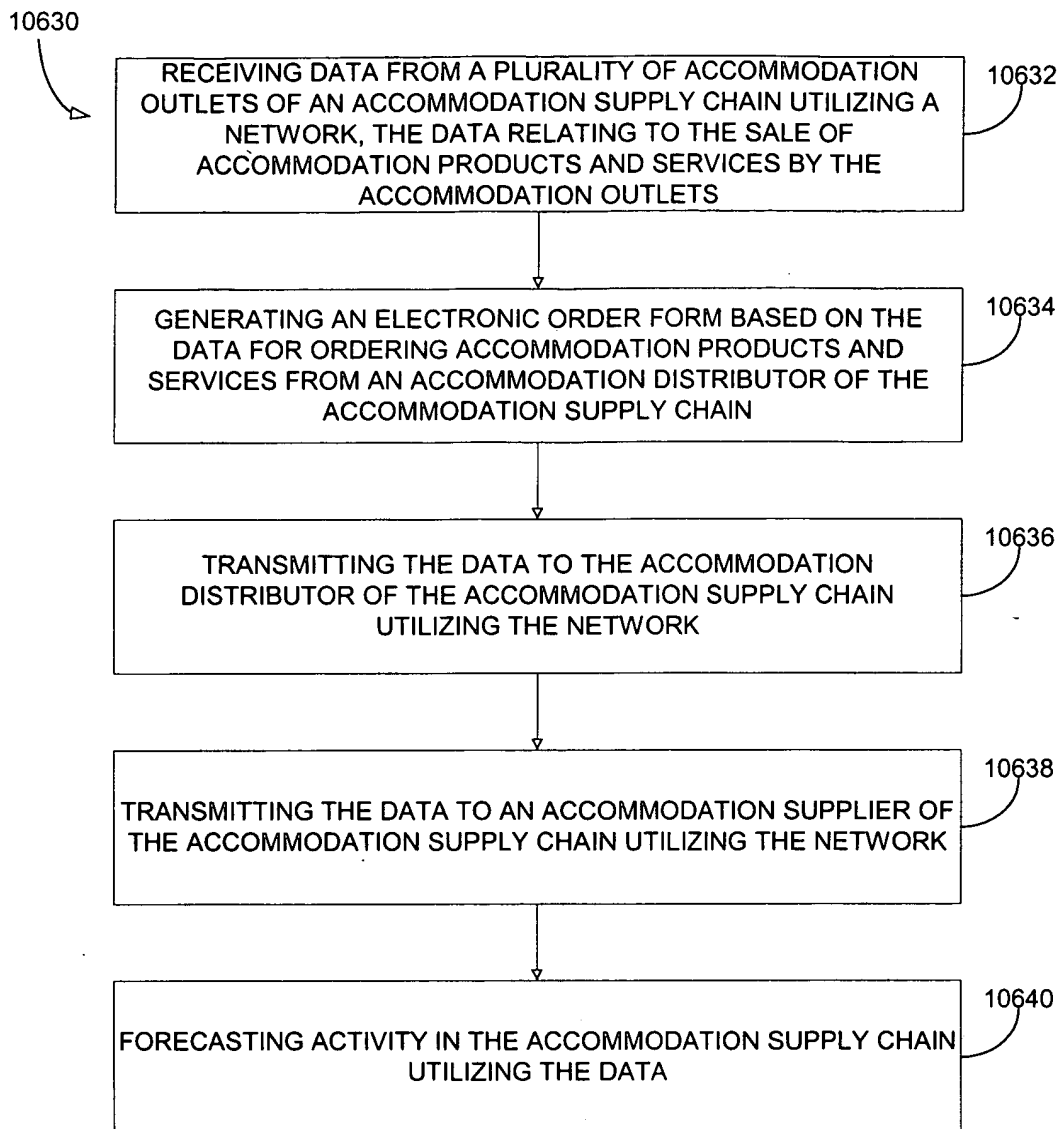 10630
RECEIVING DATA FROM A PLURALITY OF ACCOMMODATION
OUTLETS OF AN ACCOMMODATION SUPPLY CHAIN UTILIZING A
NETWORK, THE DATA RELATING TO THE SALE OF
ACCOMMODATION PRODUCTS AND SERVICES BY THE
ACCOMMODATION OUTLETS
10632
GENERATING AN ELECTRONIC ORDER FORM BASED ON THE
DATA FOR ORDERING ACCOMMODATION PRODUCTS AND
SERVICES FROM AN ACCOMMODATION DISTRIBUTOR OF THE
ACCOMMODATION SUPPLY CHAIN
10634
TRANSMITTING THE DATA TO THE ACCOMMODATION
DISTRIBUTOR OF THE ACCOMMODATION SUPPLY CHAIN
UTILIZING THE NETWORK
10636
TRANSMITTING THE DATA TO AN ACCOMMODATION SUPPLIER OF
THE ACCOMMODATION SUPPLY CHAIN UTILIZING THE NETWORK
10638
FORECASTING ACTIVITY IN THE ACCOMMODATION SUPPLY CHAIN
UTILIZING THE DATA
10640